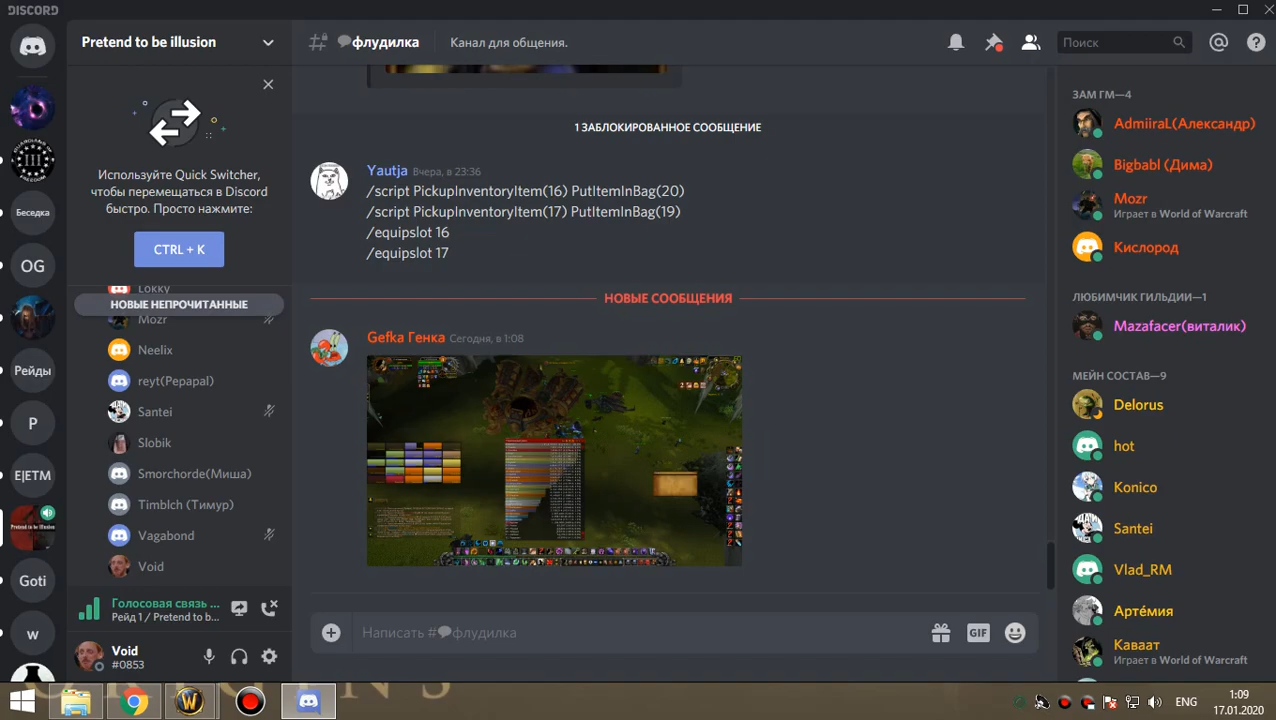 DISCORD
Pretend to be illusion
флудилка
Канал для общения.
Поиск
Используйте Quick Switcher,
чтобы перемещаться в Discord
быстро. Просто нажмите:
CTRL + K
Lokky
НОВЫЕ НЕПРОЧИТАННЫЕ
Mozr
Neelix
reyt(Pepapal)
Santei
Slobik
Smorchorde(Миша)
Timblch (Тимур)
Vagabond
Void
Голосовая связь ...
Рейд 1 / Pretend to b...
Void
#0853
III
Беседка
OG
Рейды
P
E|ETM
Pretend to be illusion
Goti
w
1 ЗАБЛОКИРОВАННОЕ СООБЩЕНИЕ
Yautja Вчера, в 23:36
/script PickupInventoryItem(16) PutItemInBag(20)
/script PickupInventoryItem(17) PutItemInBag(19)
/equipslot 16
/equipslot 17
НОВЫЕ СООБЩЕНИЯ
Gefka Генка Сегодня, в 1:08
Написать #флудилка
GIF
ЗАМ ГМ—4
AdmiiraL(Александр)
Bigbabl (Дима)
Mozr
Играет в World of Warcraft
Кислород
ЛЮБИМЧИК ГИЛЬДИИ—1
Mazafacer(виталик)
МЕЙН СОСТАВ—9
Delorus
hot
Konico
Santei
Vlad_RM
Артёмия
Каваат
Играет в World of Warcraft
ENG
1:09
17.01.2020